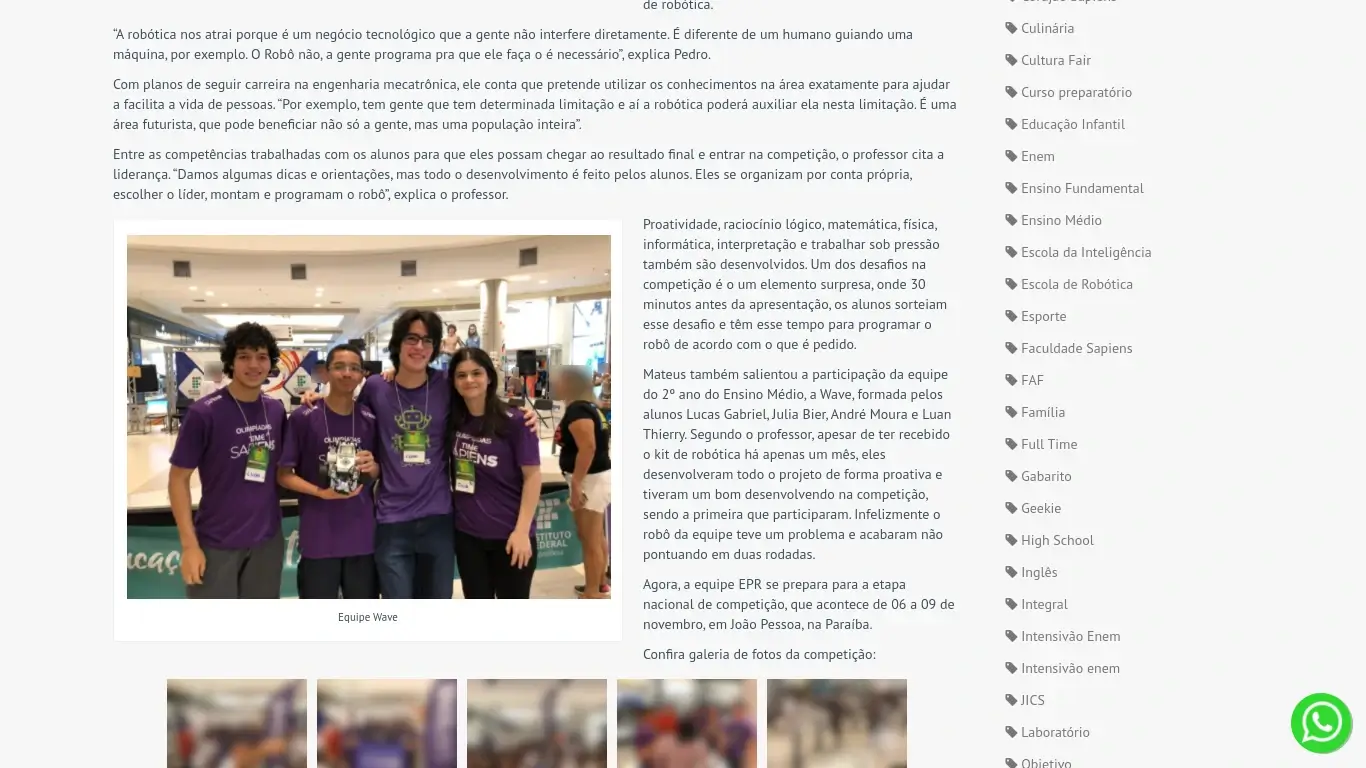 de robótica.
“A robótica nos atrai porque é um negócio tecnológico que a gente não interfere diretamente. É diferente de um humano guiando uma
máquina, por exemplo. O Robô não, a gente programa pra que ele faça o é necessário”, explica Pedro.
Com planos de seguir carreira na engenharia mecatrônica, ele conta que pretende utilizar os conhecimentos na área exatamente para ajudar
a facilita a vida de pessoas. “Por exemplo, tem gente que tem determinada limitação e aí a robótica poderá auxiliar ela nesta limitação. É uma
área futurista, que pode beneficiar não só a gente, mas uma população inteira”.
Entre as competências trabalhadas com os alunos para que eles possam chegar ao resultado final e entrar na competição, o professor cita a
liderança. “Damos algumas dicas e orientações, mas todo o desenvolvimento é feito pelos alunos. Eles se organizam por conta própria,
escolher o líder, montam e programam o robô”, explica o professor.
Proatividade, raciocínio lógico, matemática, física,
informática, interpretação e trabalhar sob pressão
também são desenvolvidos. Um dos desafios na
competição é o um elemento surpresa, onde 30
minutos antes da apresentação, os alunos sorteiam
esse desafio e têm esse tempo para programar o
robô de acordo com o que é pedido.
Mateus também salientou a participação da equipe
do 2º ano do Ensino Médio, a Wave, formada pelos
alunos Lucas Gabriel, Julia Bier, André Moura e Luan
Thierry. Segundo o professor, apesar de ter recebido
o kit de robótica há apenas um mês, eles
desenvolveram todo o projeto de forma proativa e
tiveram um bom desenvolvendo na competição,
sendo a primeira que participaram. Infelizmente o
robô da equipe teve um problema e acabaram não
pontuando em duas rodadas.
Agora, a equipe EPR se prepara para a etapa
nacional de competição, que acontece de 06 a 09 de
novembro, em João Pessoa, na Paraíba.
Confira galeria de fotos da competição:
OLIMPÍADAS
TIME
SAPIENS
Equipe Wave
Culinária
Cultura Fair
Curso preparatório
Educação Infantil
Enem
Ensino Fundamental
Ensino Médio
Escola da Inteligência
Escola de Robótica
Esporte
Faculdade Sapiens
FAF
Família
Full Time
Gabarito
Geekie
High School
Inglês
Integral
Intensivão Enem
Intensivão enem
JICS
Laboratório
Objetivo